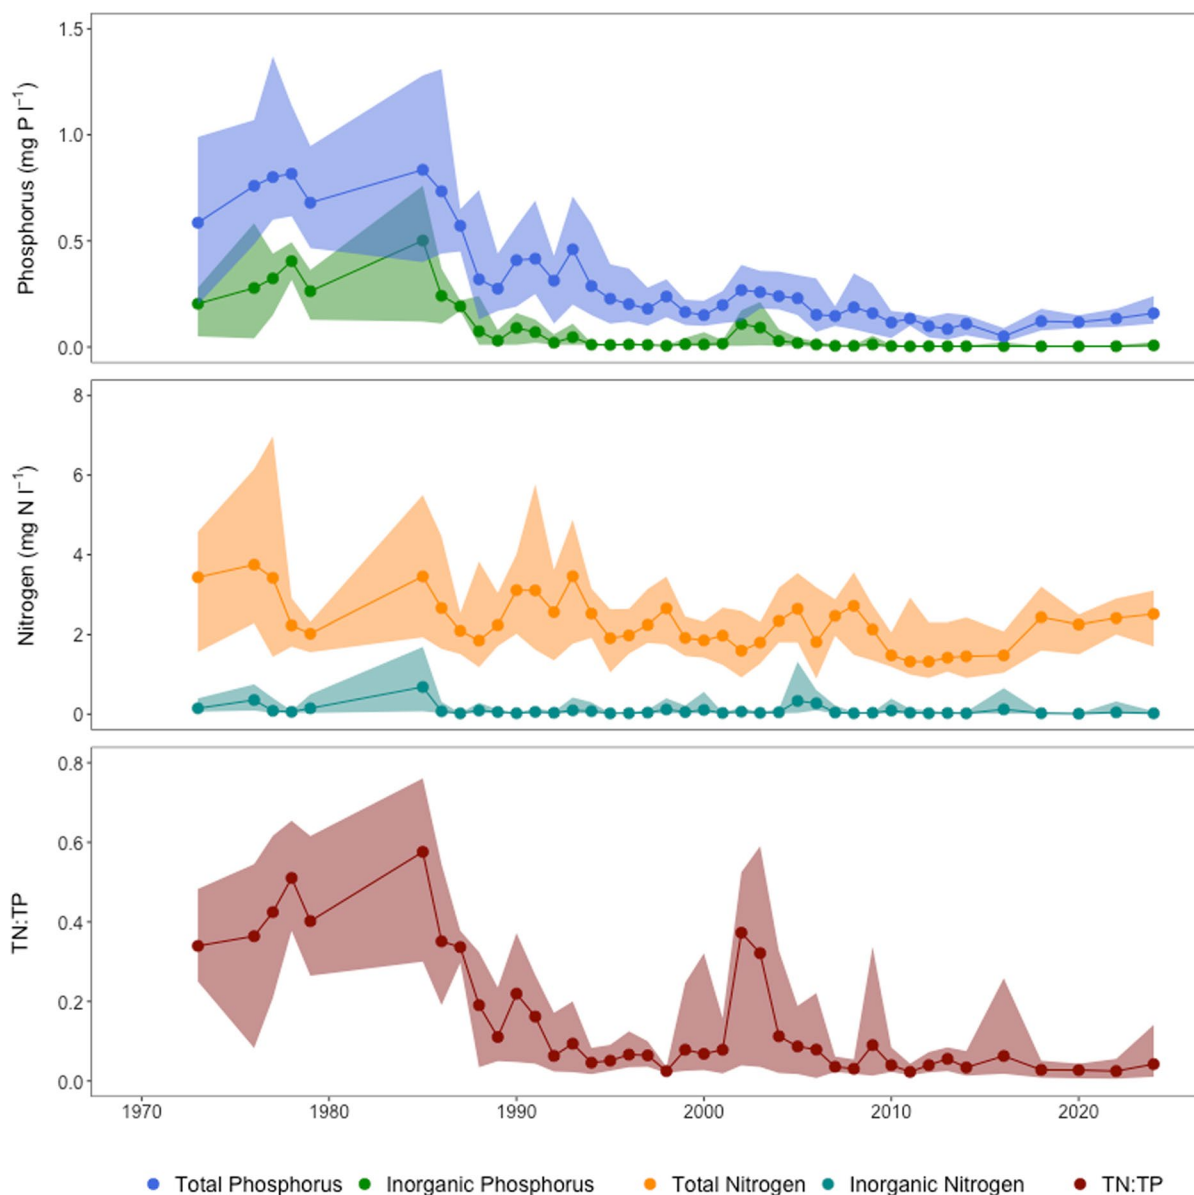 1.5
1.0
0.5
0.0
Phosphorus (mg P l⁻¹)
8
6
4
2
0
Nitrogen (mg N l⁻¹)
0.8
0.6
0.4
0.2
0.0
TN:TP
1970 1980 1990 2000 2010 2020
Total Phosphorus Inorganic Phosphorus Total Nitrogen Inorganic Nitrogen TN:TP